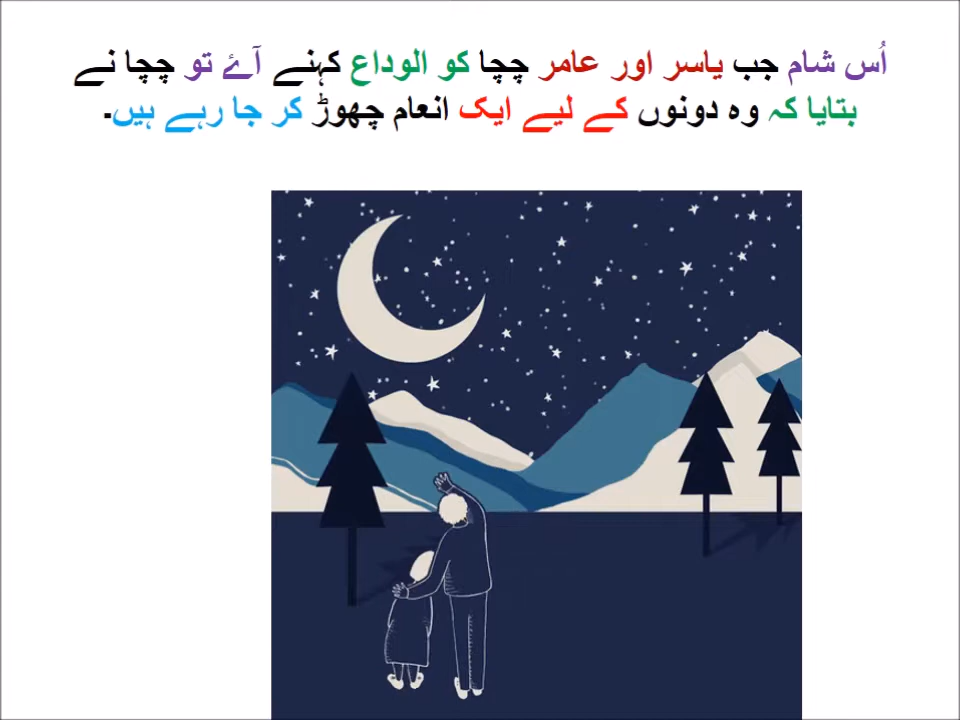 اُس شام جب یاسر اور عامر چچا کو الوداع کہنے آۓ تو چچا نے
بتایا کہ وہ دونوں کے لیے ایک انعام چھوڑ کر جا رہے ہیں۔